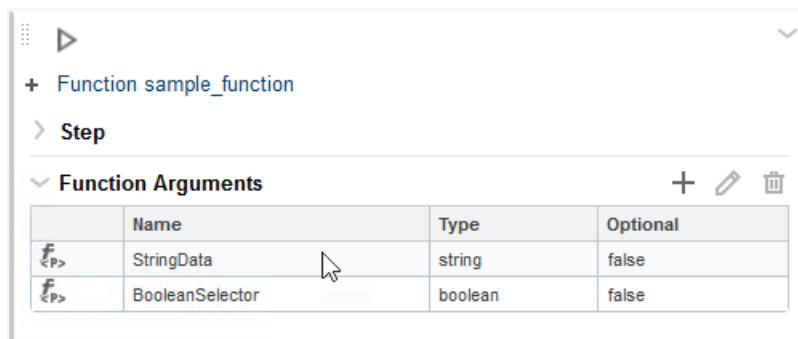 Function sample_function
Step
Function Arguments
Name Type Optional
f <P> StringData string false
f <P> BooleanSelector boolean false